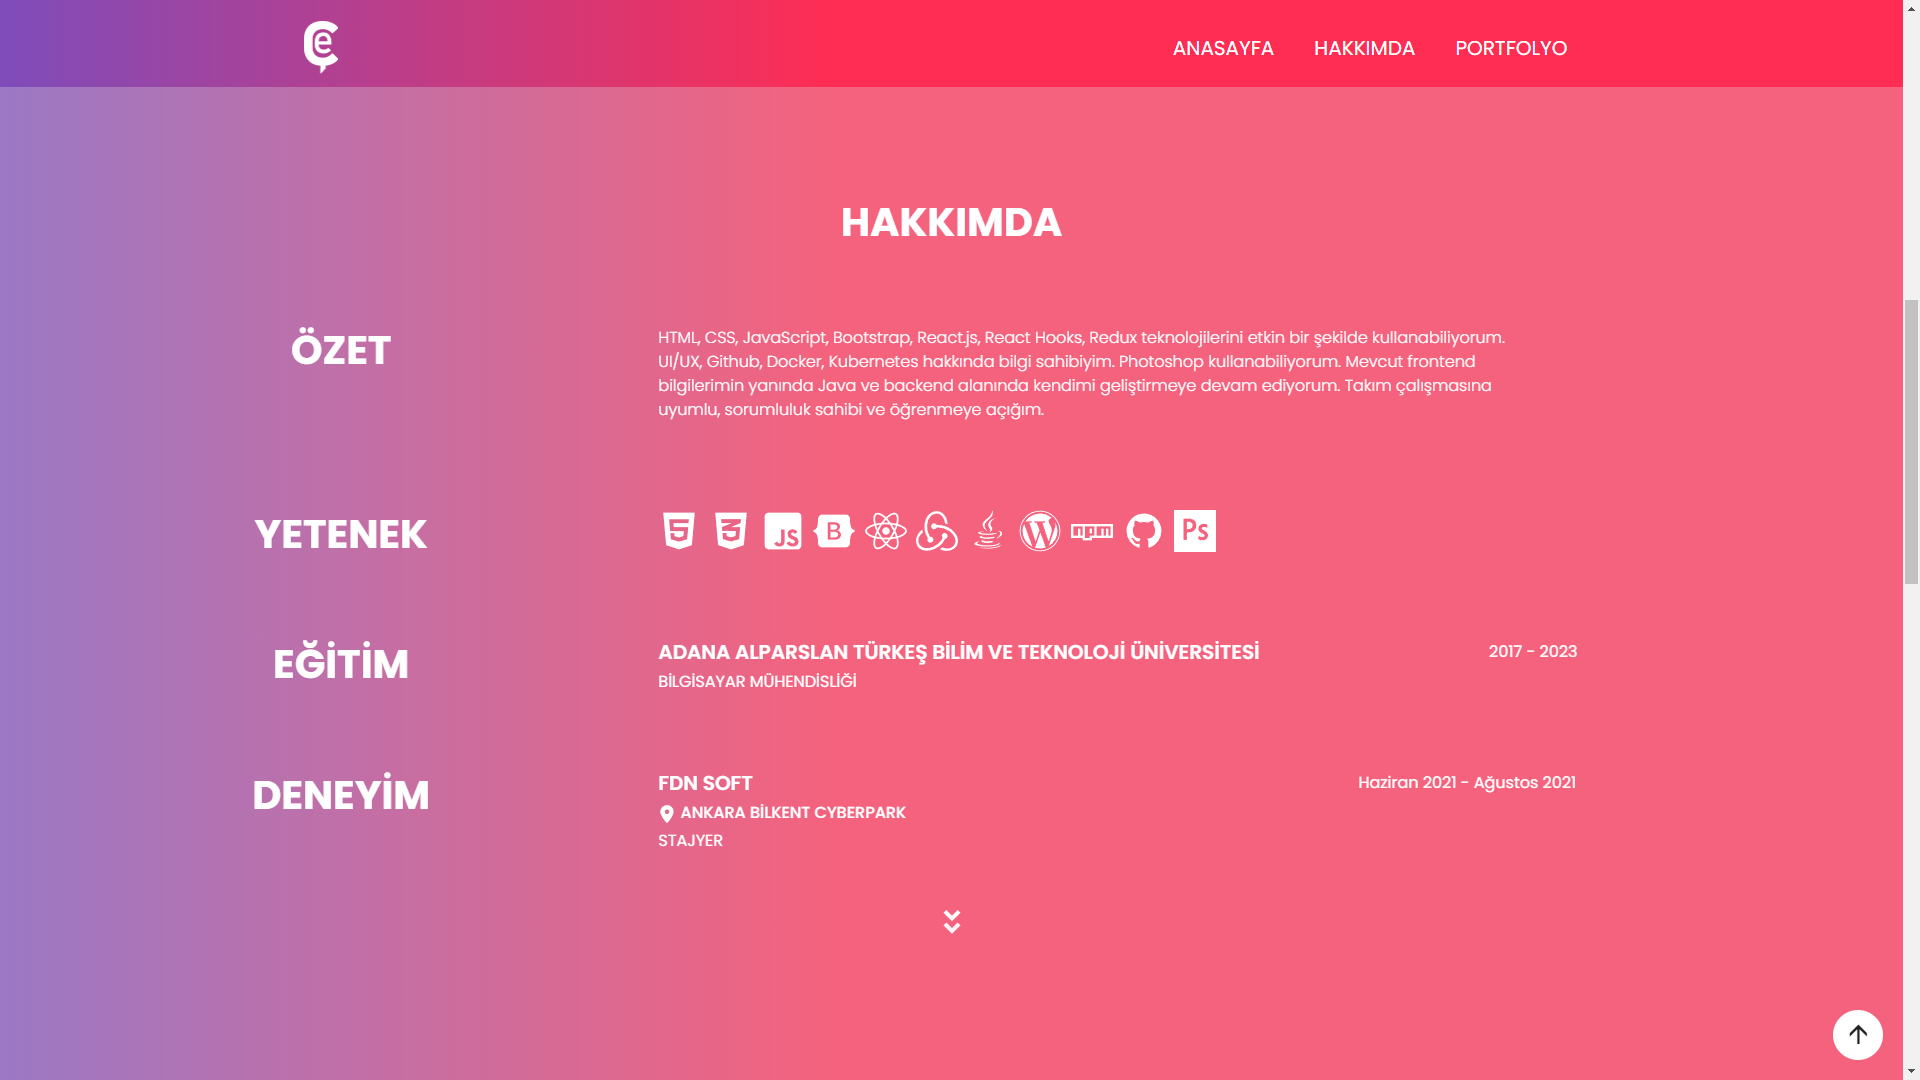 ANASAYFA HAKKIMDA PORTFOLYO
HAKKIMDA
ÖZET
HTML, CSS, JavaScript, Bootstrap, React.js, React Hooks, Redux teknolojilerini etkin bir şekilde kullanabiliyorum.
UI/UX, Github, Docker, Kubernetes hakkında bilgi sahibiyim. Photoshop kullanabiliyorum. Mevcut frontend
bilgilerimin yanında Java ve backend alanında kendimi geliştirmeye devam ediyorum. Takım çalışmasına
uyumlu, sorumluluk sahibi ve öğrenmeye açığım.
YETENEK
5 3 JS B npm Ps
EĞİTİM
ADANA ALPARSLAN TÜRKEŞ BİLİM VE TEKNOLOJİ ÜNİVERSİTESİ 2017 - 2023
BİLGİSAYAR MÜHENDİSLİĞİ
DENEYİM
FDN SOFT Haziran 2021 - Ağustos 2021
ANKARA BİLKENT CYBERPARK
STAJYER